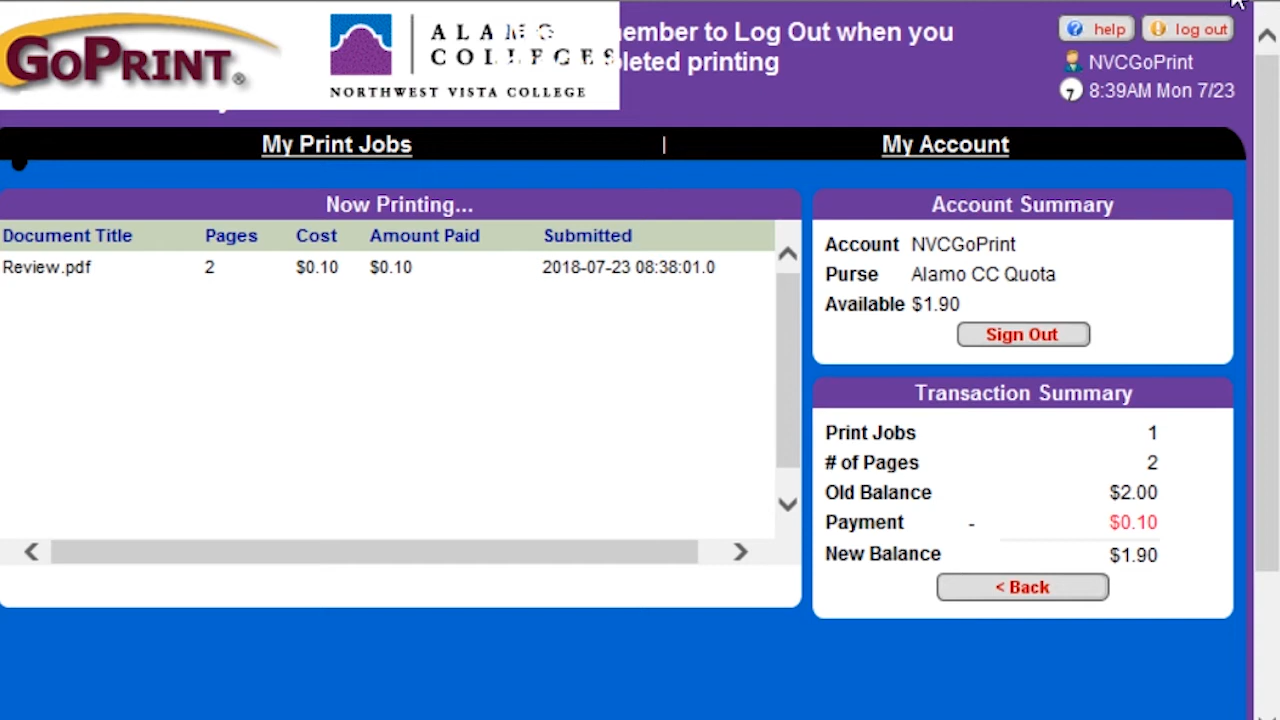 GOPRINT®
ALAMO
COLLEGES
NORTHWEST VISTA COLLEGE
member to Log Out when you
pleted printing
help
log out
NVCGoPrint
8:39AM Mon 7/23
My Print Jobs | My Account
Now Printing...
Document Title Pages Cost Amount Paid Submitted
Review.pdf 2 $0.10 $0.10 2018-07-23 08:38:01.0
Account Summary
Account NVCGoPrint
Purse Alamo CC Quota
Available $1.90
Sign Out
Transaction Summary
Print Jobs 1
# of Pages 2
Old Balance $2.00
Payment - $0.10
New Balance $1.90
< Back